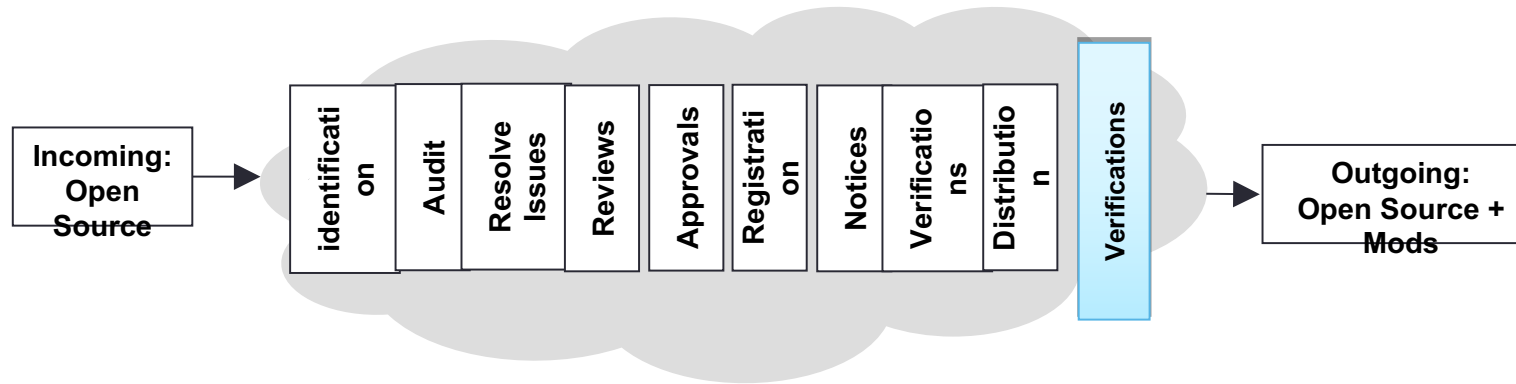 Incoming:
Open
Source
identificati
on
Audit
Resolve
Issues
Reviews
Approvals
Registrati
on
Notices
Verificatio
ns
Distributio
n
Verifications
Outgoing:
Open Source +
Mods